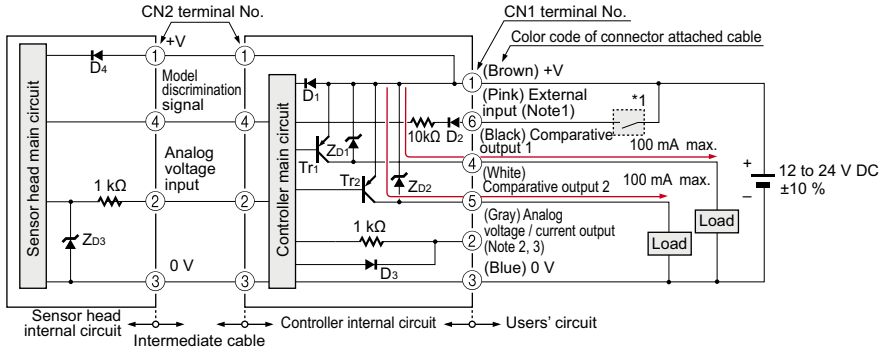 CN2 terminal No.
CN1 terminal No.
Color code of connector attached cable
+V
1
1
D4
(Brown) +V
1
D1
Model
discrimination
signal
(Pink) External
input (Note1)
*1
4
4
10kΩ
D2
6
(Black) Comparative
output 1
100 mA max.
ZD1
Tr1
4
Analog
voltage
input
(White)
Comparative output 2
100 mA max.
12 to 24 V DC
±10 %
+
−
Tr2
ZD2
1 kΩ
2
2
5
(Gray) Analog
voltage / current output
(Note 2, 3)
Load
Load
1 kΩ
2
ZD3
D3
0 V
(Blue) 0 V
3
3
3
Sensor head main circuit
Controller main circuit
Sensor head
internal circuit
Intermediate cable
Controller internal circuit
Users' circuit